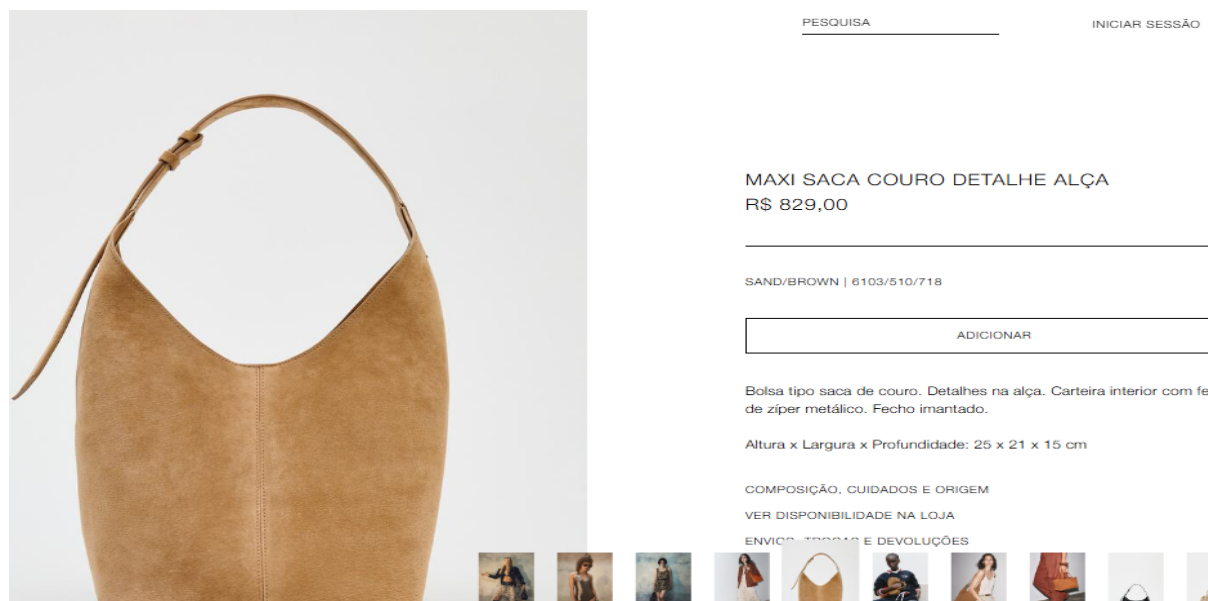 PESQUISA
INICIAR SESSÃO
MAXI SACA COURO DETALHE ALÇA
R$ 829,00
SAND/BROWN | 6103/510/718
ADICIONAR
Bolsa tipo saca de couro. Detalhes na alça. Carteira interior com
de zíper metálico. Fecho imantado.
Altura x Largura x Profundidade: 25 x 21 x 15 cm
COMPOSIÇÃO, CUIDADOS E ORIGEM
VER DISPONIBILIDADE NA LOJA
ENVIOS, TROCAS E DEVOLUÇÕES